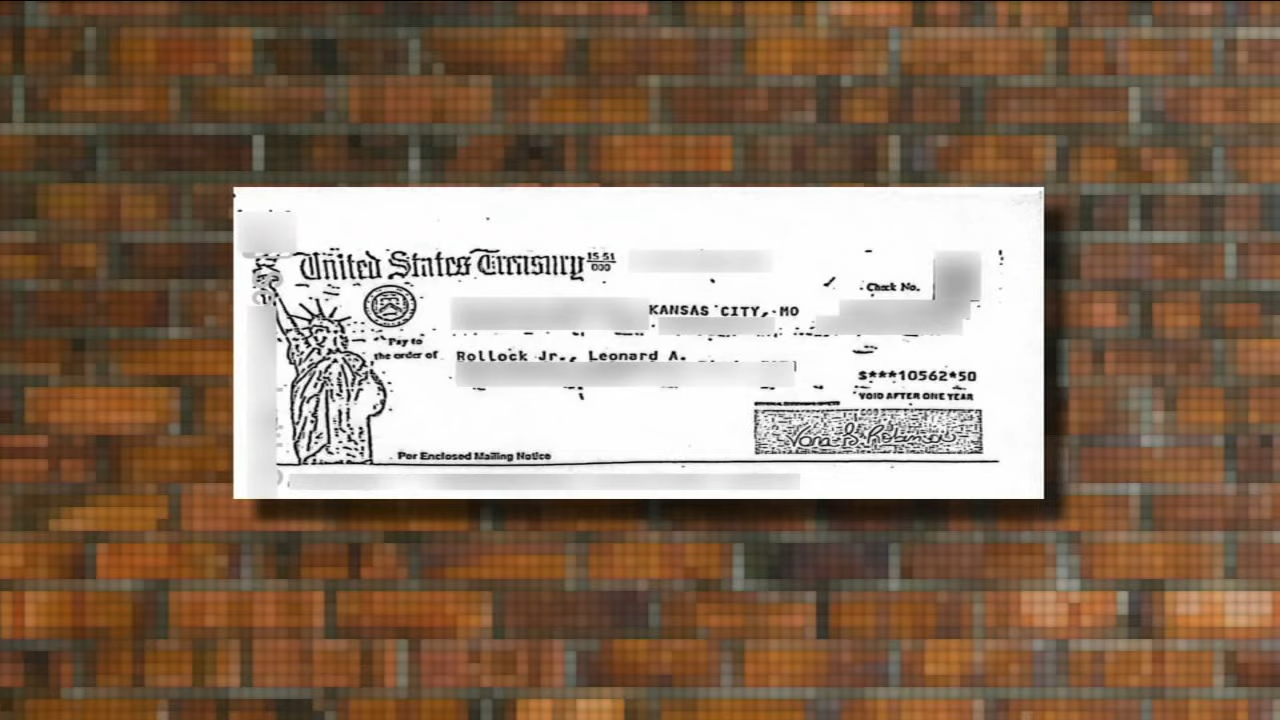 United States Treasury 15 51
000
Check No.
KANSAS CITY, MO
Pay to
the order of
Rollock Jr., Leonard A.
$***10562*50
VOID AFTER ONE YEAR
For Enclosed Mailing Notice